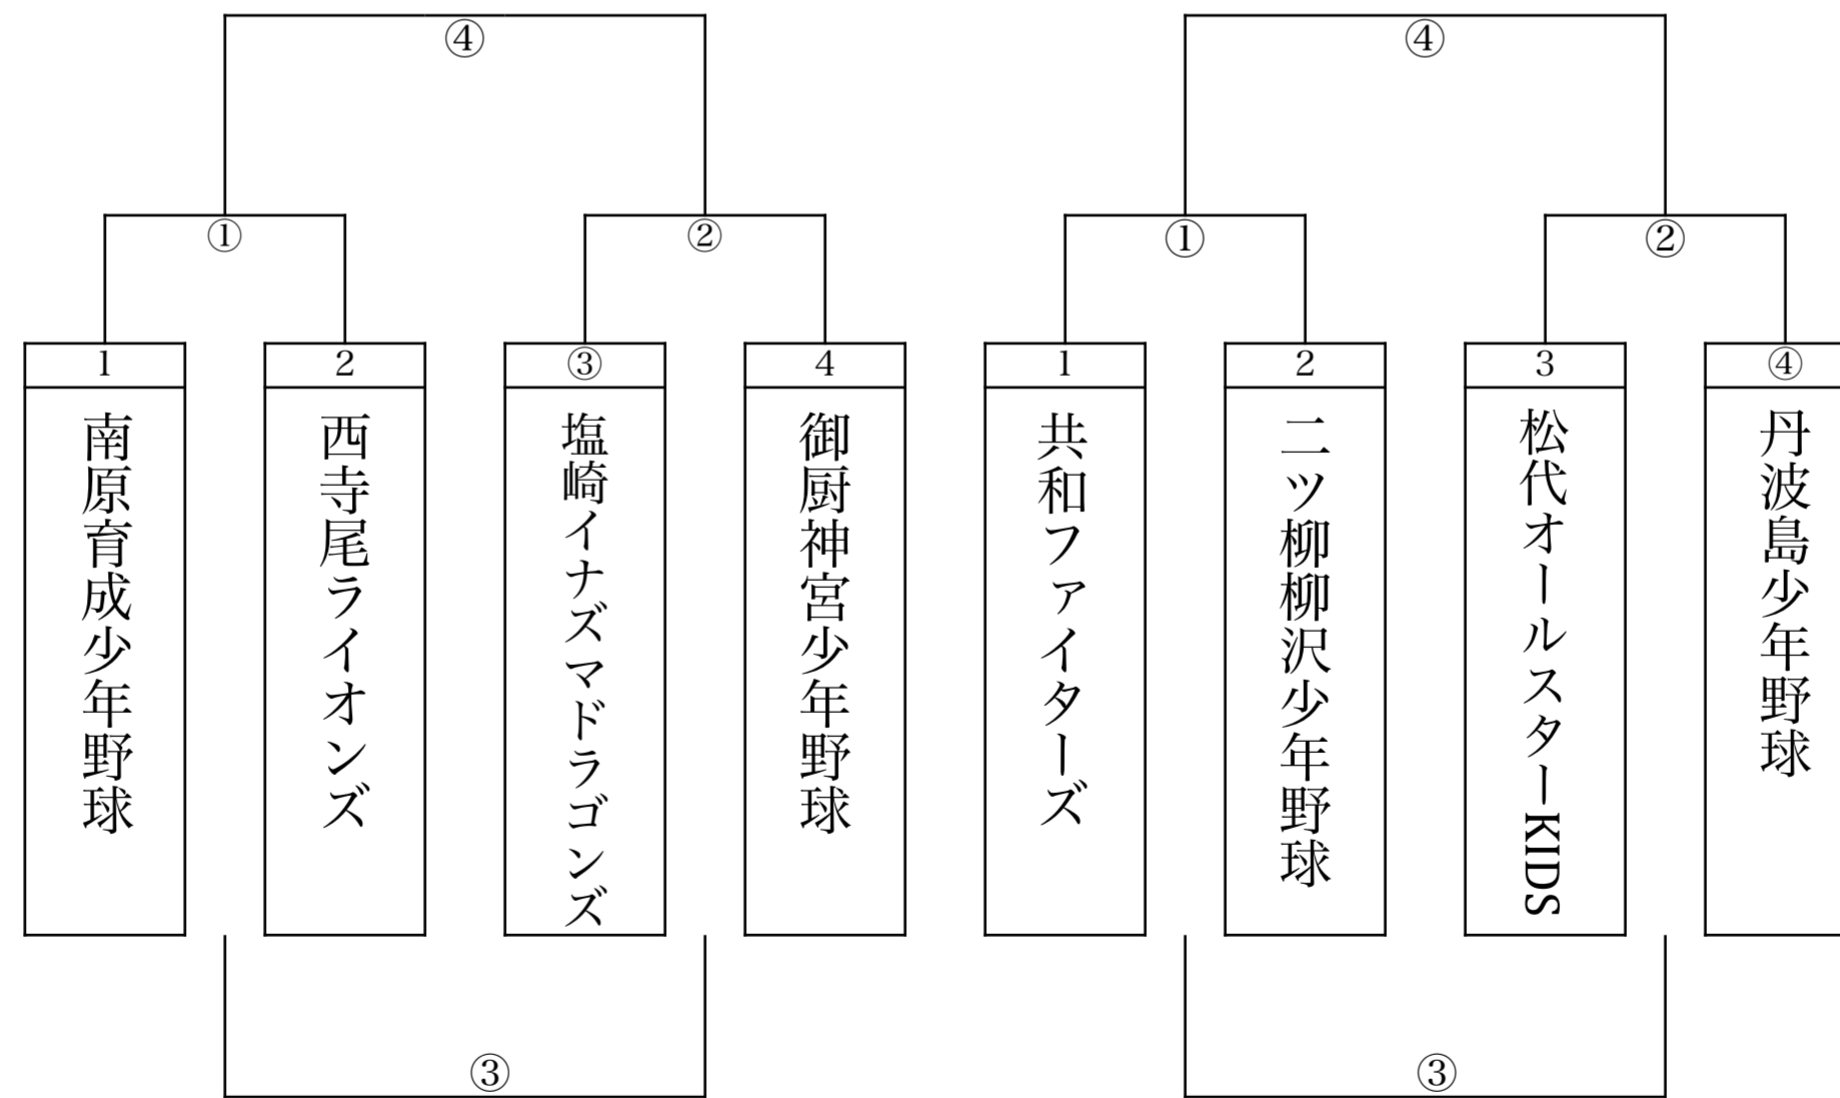 ④
④
①
②
①
②
1
2
③
4
1
2
3
④
南原育成少年野球
西寺尾ライオンズ
塩崎イナズマドラゴンズ
御厨神宮少年野球
共和ファイターズ
二ツ柳柳沢少年野球
松代オールスターKIDS
丹波島少年野球
③
③